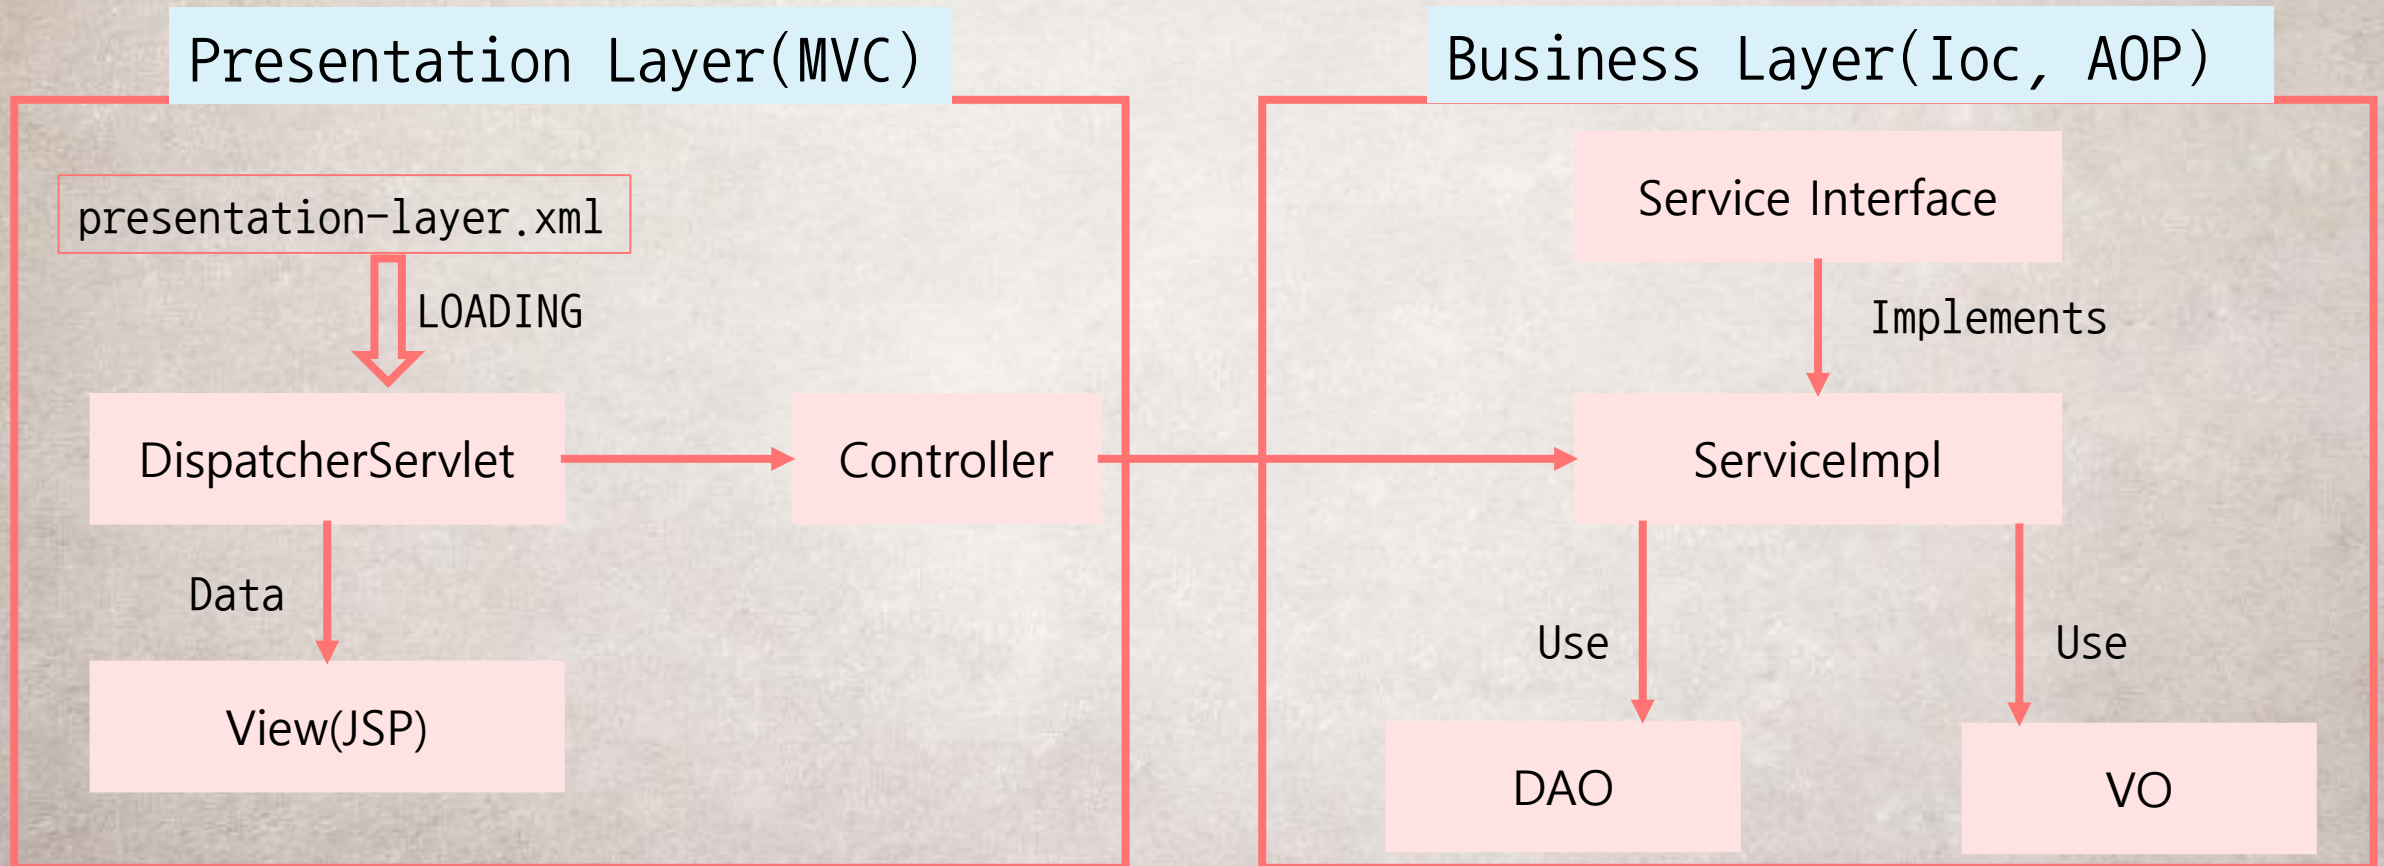 Presentation Layer(MVC)
Business Layer(Ioc, AOP)
presentation-layer.xml
LOADING
DispatcherServlet
Controller
Data
View(JSP)
Service Interface
Implements
ServiceImpl
Use
Use
DAO
VO